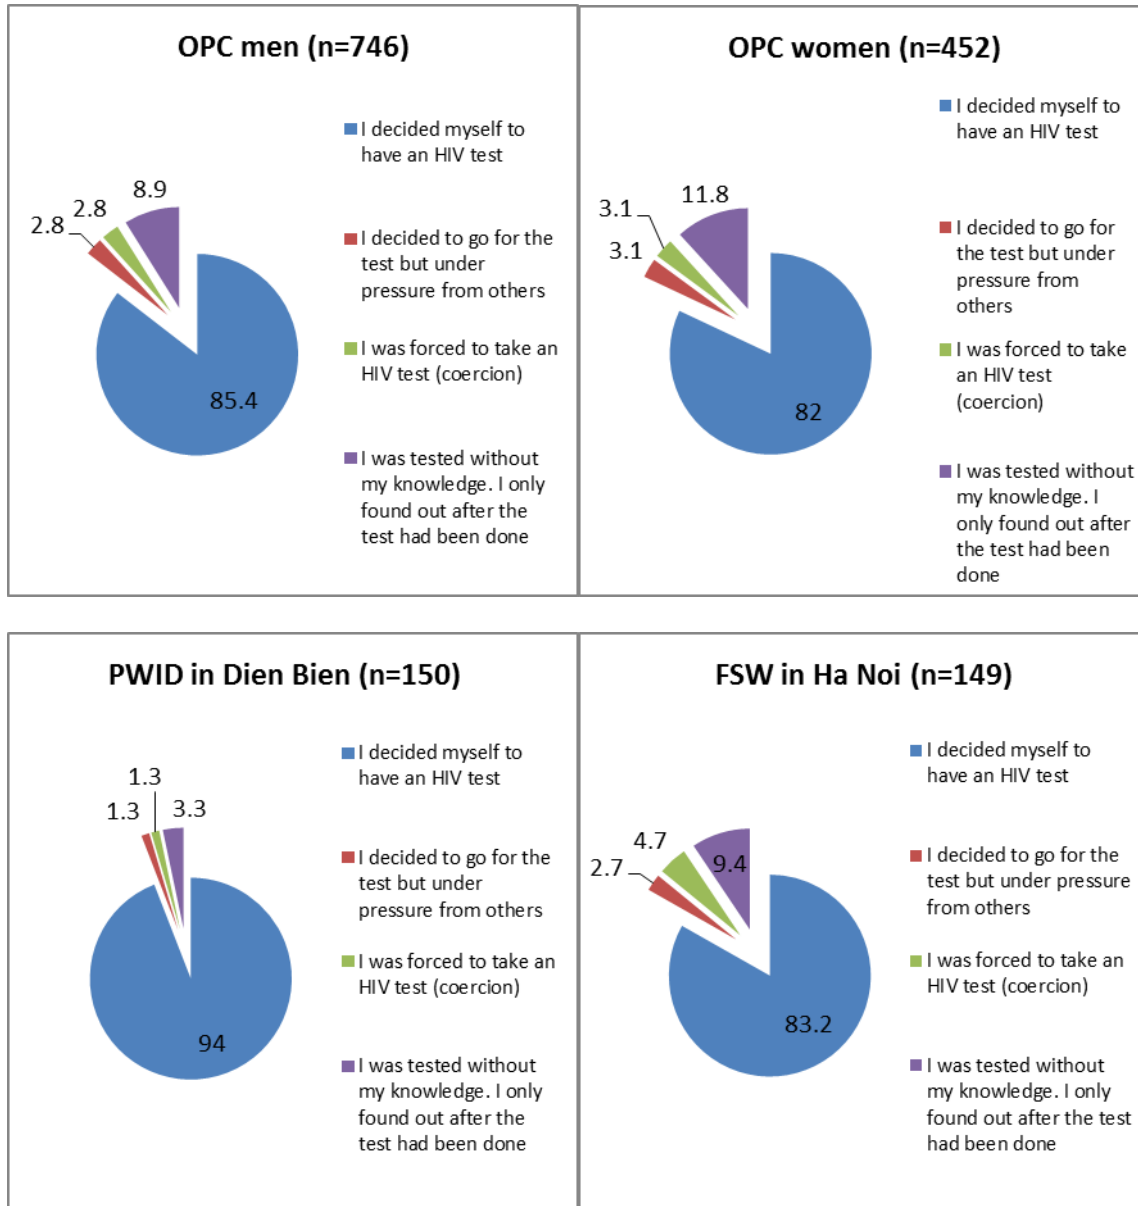 OPC men (n=746)
I decided myself to
have an HIV test
I decided to go for the
test but under
pressure from others
I was forced to take an
HIV test (coercion)
I was tested without
my knowledge. I only
found out after the
test had been done
8.9
2.8
2.8
85.4
OPC women (n=452)
I decided myself to
have an HIV test
I decided to go for
the test but under
pressure from
others
I was forced to take
an HIV test
(coercion)
I was tested without
my knowledge. I
only found out after
the test had been
done
11.8
3.1
3.1
82
PWID in Dien Bien (n=150)
I decided myself to
have an HIV test
I decided to go for the
test but under
pressure from others
I was forced to take an
HIV test (coercion)
I was tested without
my knowledge. I only
found out after the
test had been done
1.3
1.3
3.3
94
FSW in Ha Noi (n=149)
I decided myself to
have an HIV test
I decided to go for the
test but under pressure
from others
I was forced to take an
HIV test (coercion)
I was tested without
my knowledge. I only
found out after the test
had been done
4.7
2.7
9.4
83.2